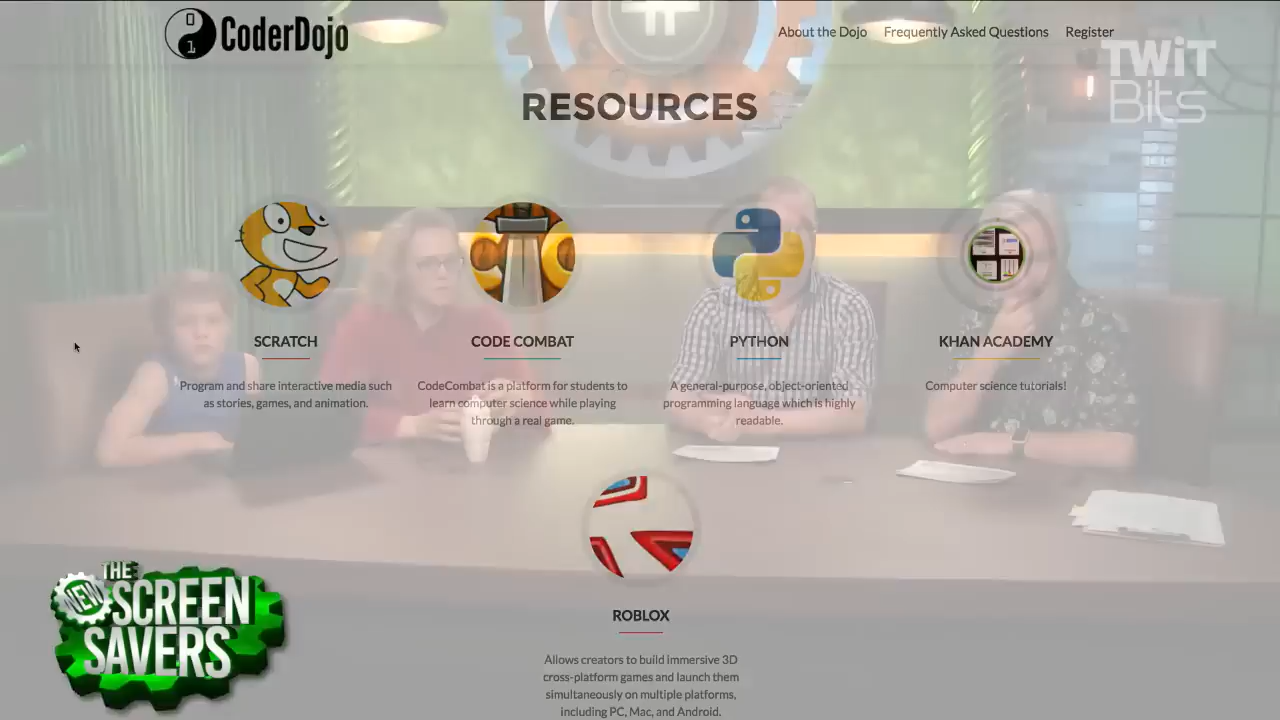 0
1
CoderDojo
About the Dojo
Frequently Asked Questions
Register
TWiT
Bits
RESOURCES
SCRATCH
CODE COMBAT
PYTHON
KHAN ACADEMY
Program and share interactive media such
as stories, games, and animation.
CodeCombat is a platform for students to
learn computer science while playing
through a real game.
A general-purpose, object-oriented
programming language which is highly
readable.
Computer science tutorials!
ROBLOX
Allows creators to build immersive 3D
cross-platform games and launch them
simultaneously on multiple platforms,
including PC, Mac, and Android.
THE
NEW
SCREEN
SAVERS